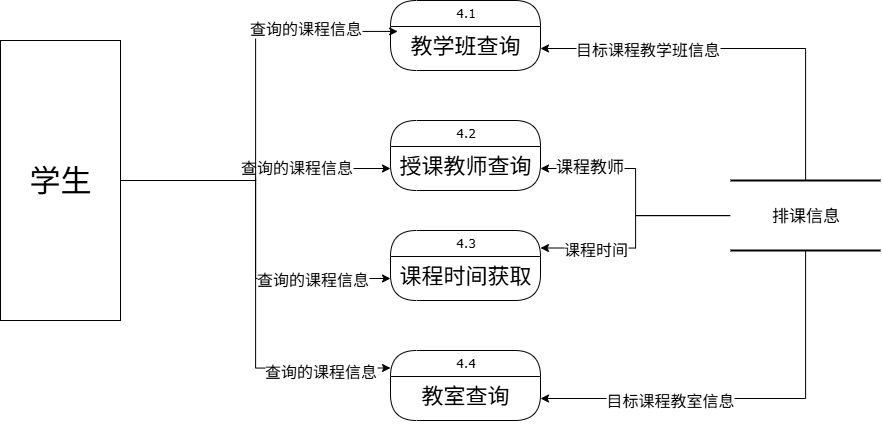 查询的课程信息
4.1
教学班查询
目标课程教学班信息
4.2
学生
查询的课程信息
授课教师查询
课程教师
排课信息
4.3
查询的课程信息
课程时间获取
课程时间
4.4
查询的课程信息
教室查询
目标课程教室信息